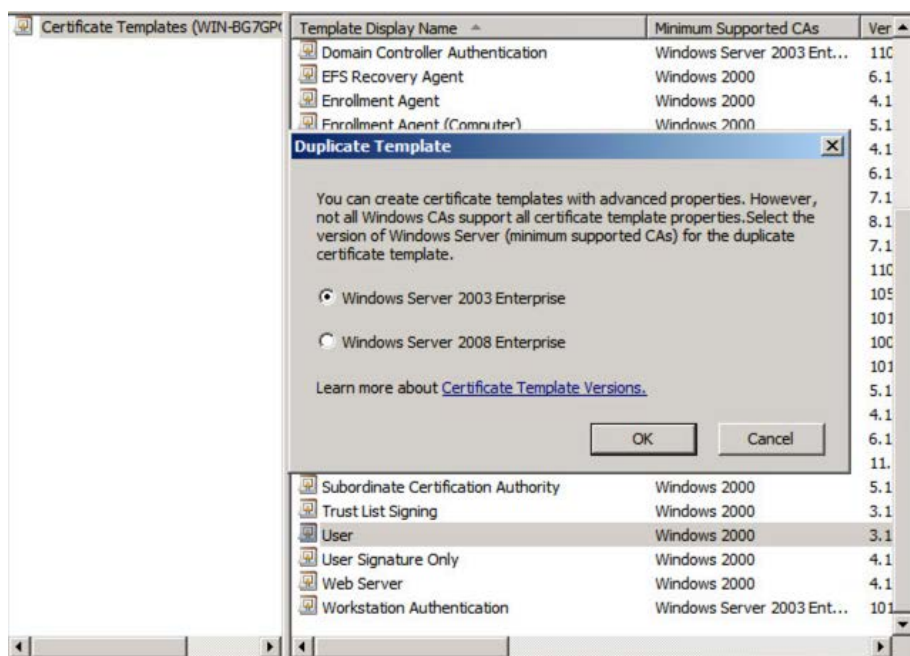 Certificate Templates (WIN-BG7GP
Template Display Name Minimum Supported CAs Ver
Domain Controller Authentication Windows Server 2003 Ent... 110
EFS Recovery Agent Windows 2000 6.1
Enrollment Agent Windows 2000 4.1
Enrollment Agent (Computer) Windows 2000 5.1
Duplicate Template 4.1
6.1
You can create certificate templates with advanced properties. However, 7.1
not all Windows CAs support all certificate template properties.Select the 8.1
version of Windows Server (minimum supported CAs) for the duplicate 7.1
certificate template.
110
Windows Server 2003 Enterprise 105
101
Windows Server 2008 Enterprise 100
101
Learn more about Certificate Template Versions. 5.1
4.1
OK Cancel 6.1
11.
Subordinate Certification Authority Windows 2000 5.1
Trust List Signing Windows 2000 3.1
User Windows 2000 3.1
User Signature Only Windows 2000 4.1
Web Server Windows 2000 4.1
Workstation Authentication Windows Server 2003 Ent... 101